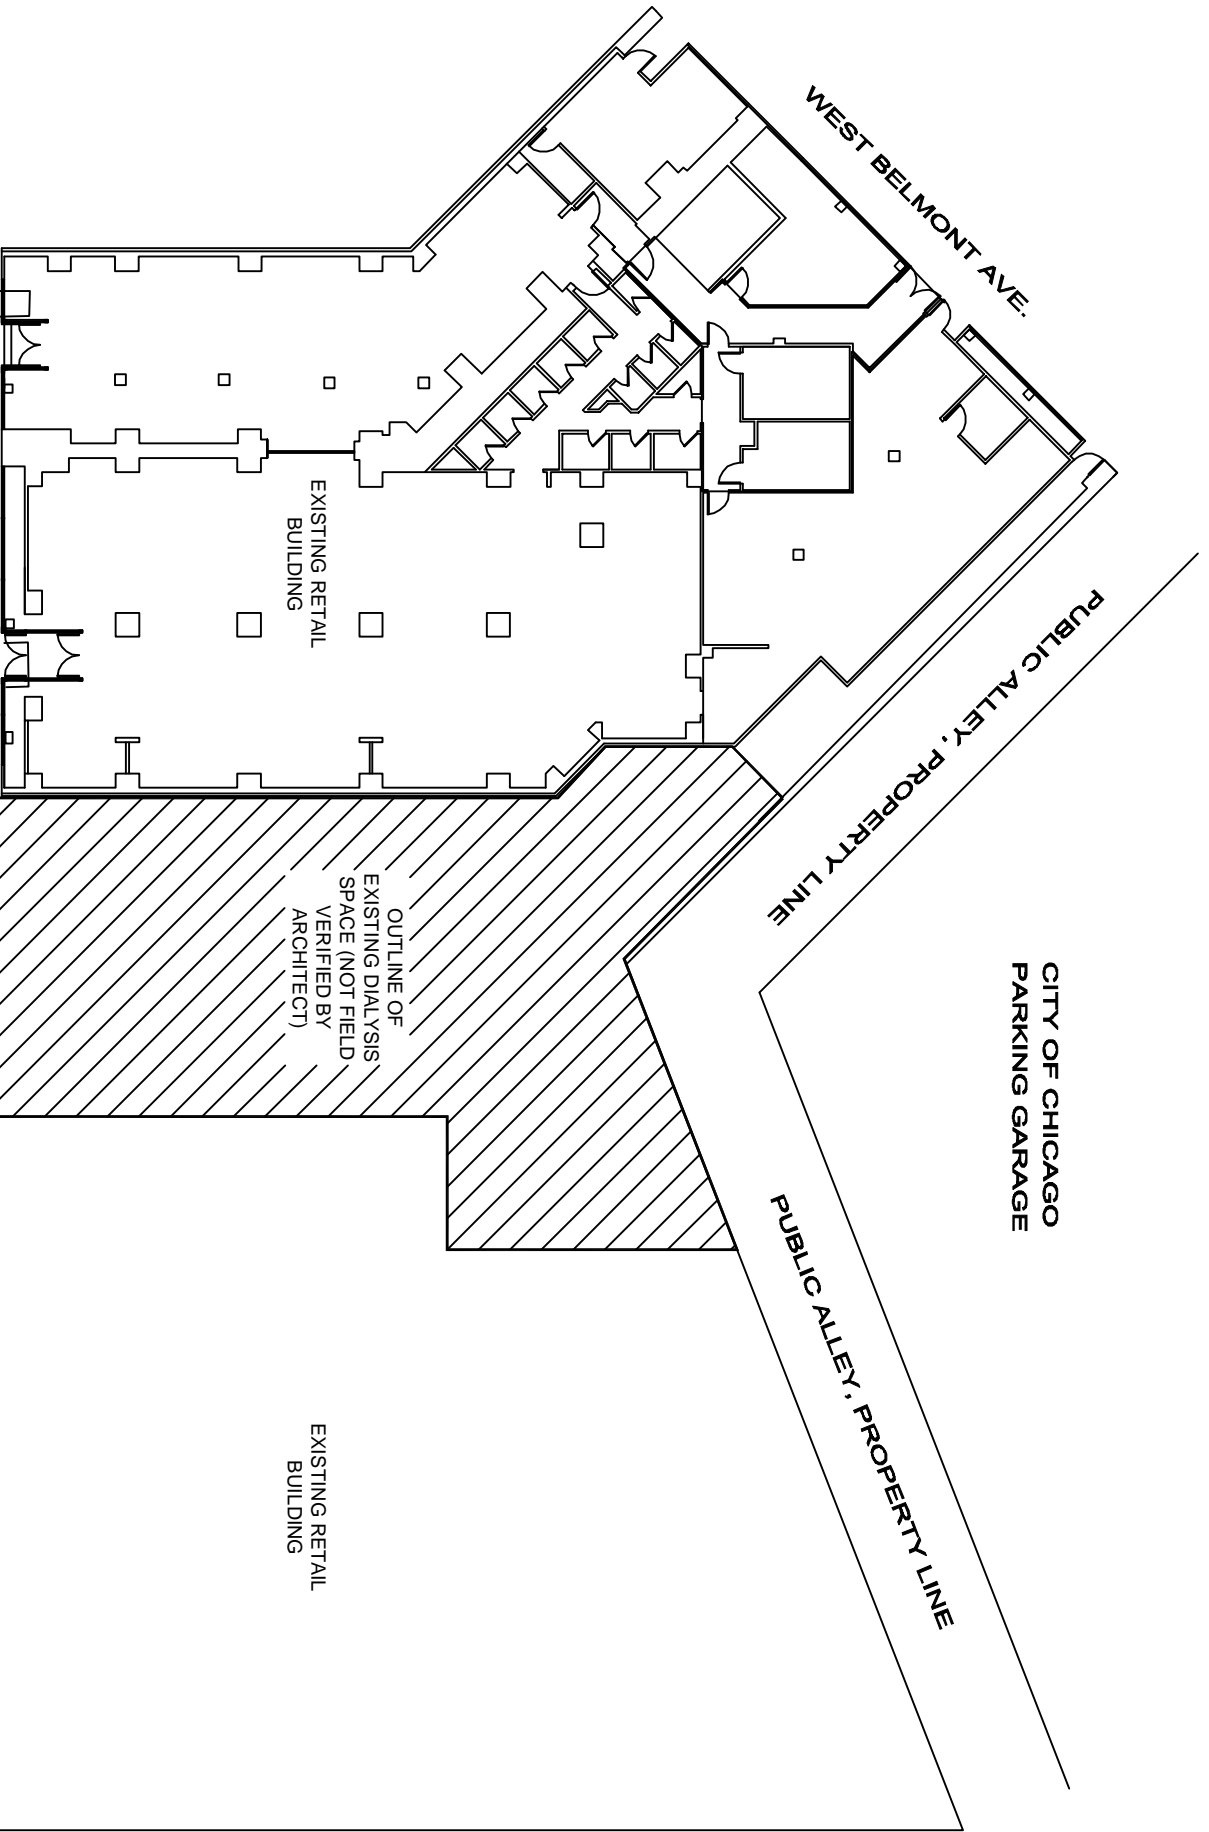 WEST BELMONT AVE.
PUBLIC ALLEY, PROPERTY LINE
CITY OF CHICAGO
PARKING GARAGE
PUBLIC ALLEY, PROPERTY LINE
EXISTING RETAIL
BUILDING
OUTLINE OF
EXISTING DIALYSIS
SPACE (NOT FIELD
VERIFIED BY
ARCHITECT)
EXISTING RETAIL
BUILDING